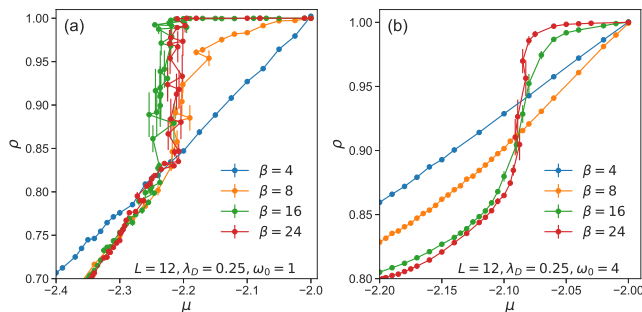 (a)
1.00
0.95
0.90
0.85
0.80
0.75
0.70
ρ
β = 4
β = 8
β = 16
β = 24
L = 12, λ_D = 0.25, ω₀ = 1
−2.4
−2.3
−2.2
−2.1
−2.0
μ
(b)
1.00
0.95
0.90
0.85
0.80
ρ
β = 4
β = 8
β = 16
β = 24
L = 12, λ_D = 0.25, ω₀ = 4
−2.20
−2.15
−2.10
−2.05
−2.00
μ